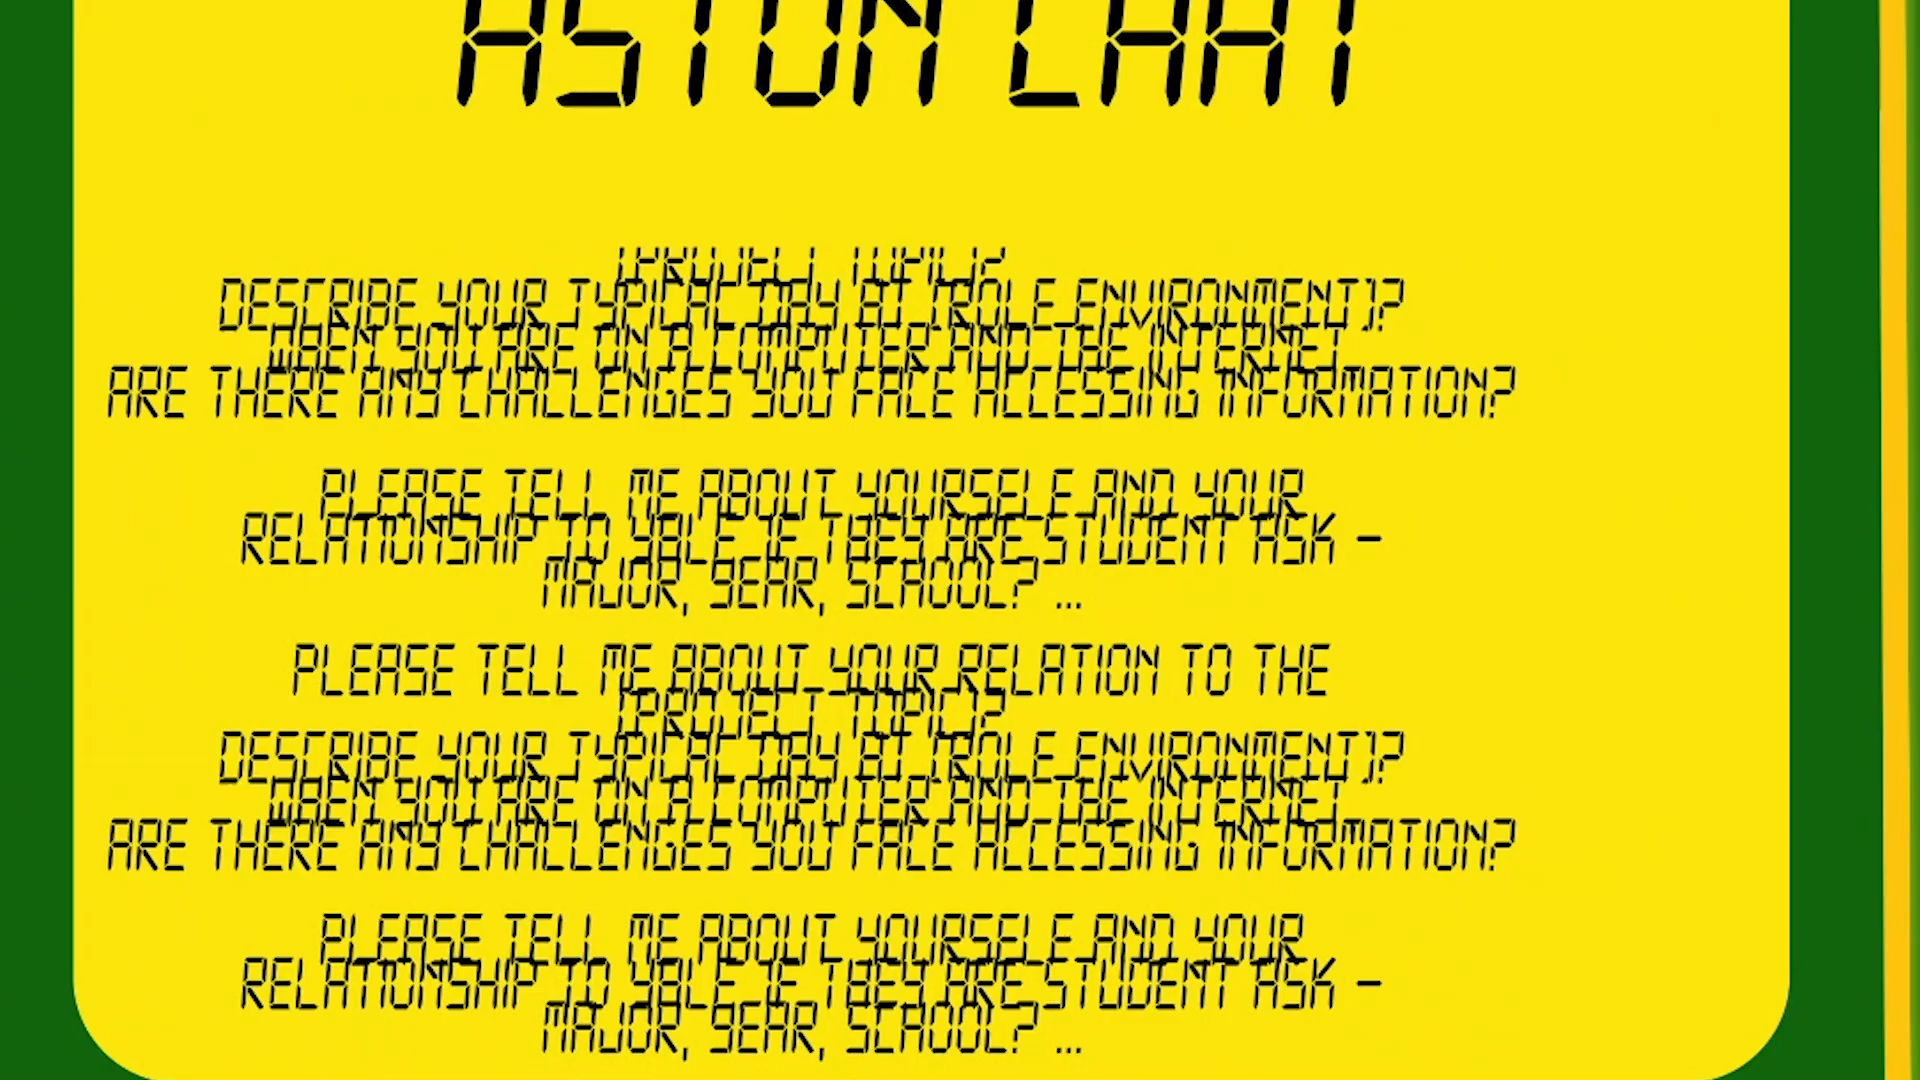 ASTON CHAT
[PROJECT TOPIC]?
DESCRIBE YOUR TYPICAL DAY AT [ROLE ENVIRONMENT]?
WHEN YOU ARE ON A COMPUTER AND THE INTERNET
ARE THERE ANY CHALLENGES YOU FACE ACCESSING INFORMATION?
PLEASE TELL ME ABOUT YOURSELF AND YOUR
RELATIONSHIP TO YALE IF THEY ARE STUDENT ASK -
MAJOR, YEAR, SCHOOL? ...
PLEASE TELL ME ABOUT YOUR RELATION TO THE
[PROJECT TOPIC]?
DESCRIBE YOUR TYPICAL DAY AT [ROLE ENVIRONMENT]?
WHEN YOU ARE ON A COMPUTER AND THE INTERNET
ARE THERE ANY CHALLENGES YOU FACE ACCESSING INFORMATION?
PLEASE TELL ME ABOUT YOURSELF AND YOUR
RELATIONSHIP TO YALE IF THEY ARE STUDENT ASK -
MAJOR, YEAR, SCHOOL? ...